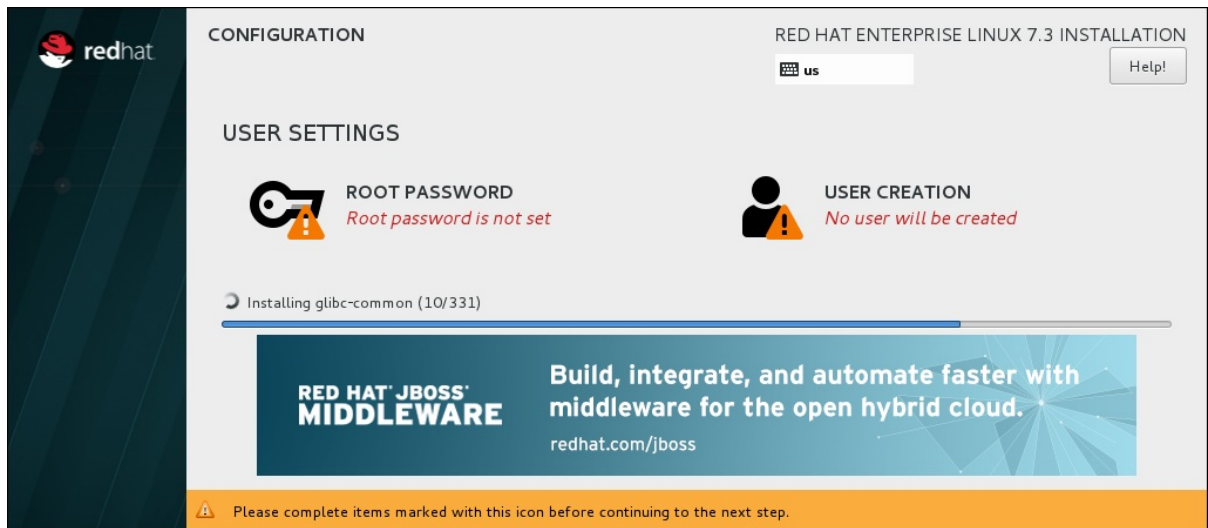 redhat.
CONFIGURATION
RED HAT ENTERPRISE LINUX 7.3 INSTALLATION
us
Help!
USER SETTINGS
ROOT PASSWORD
Root password is not set
USER CREATION
No user will be created
Installing glibc-common (10/331)
RED HAT® JBOSS®
MIDDLEWARE
Build, integrate, and automate faster with
middleware for the open hybrid cloud.
redhat.com/jboss
Please complete items marked with this icon before continuing to the next step.